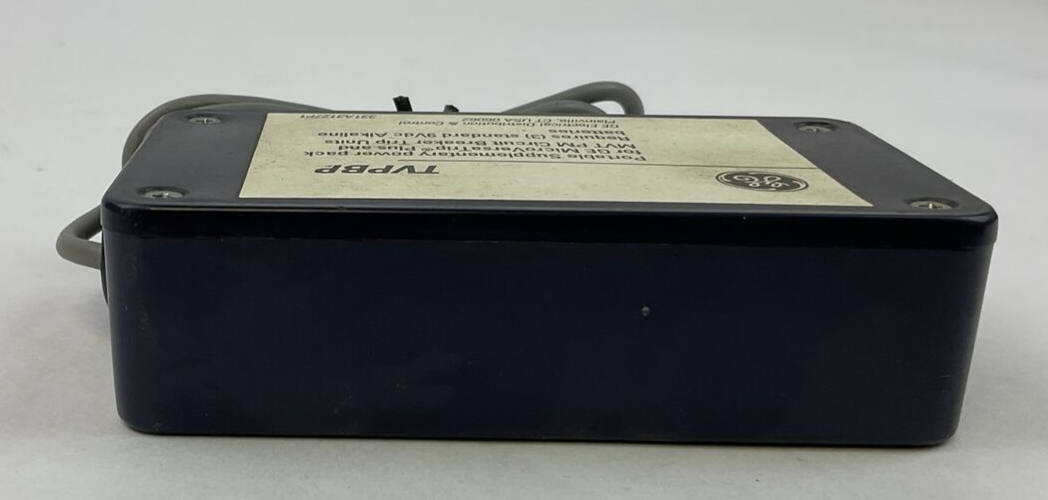 GE
TVPBP
Portable Supplementary power pack
for GE MicroVersaTrip® Plus and
MVT PM Circuit Breaker Trip Units
Requires (3) standard 9Vdc Alkaline
batteries
GE Electrical Distribution & Control
Plainville, CT USA 06062
331A3127P1